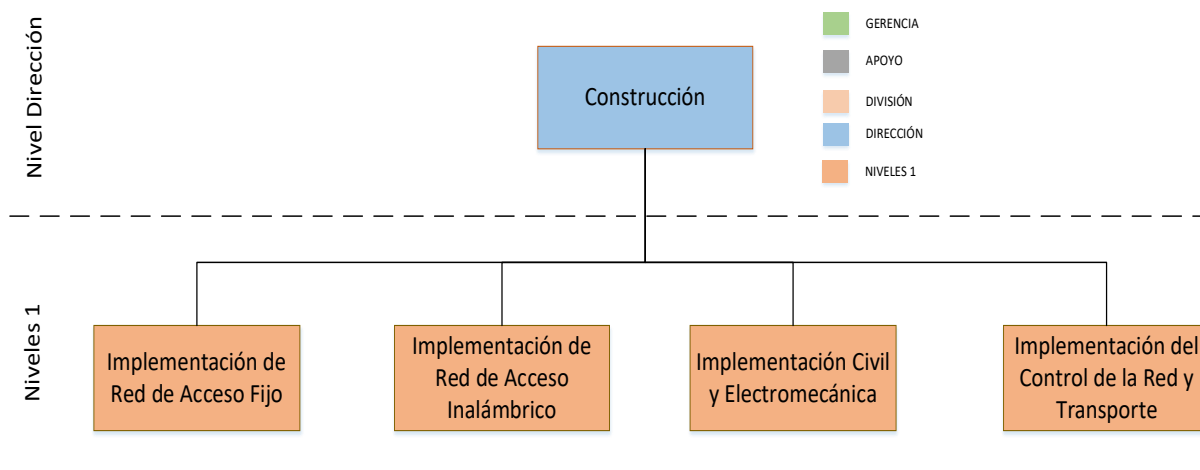 Nivel Dirección
Construcción
GERENCIA
APOYO
DIVISIÓN
DIRECCIÓN
NIVELES 1
Niveles 1
Implementación de
Red de Acceso Fijo
Implementación de
Red de Acceso
Inalámbrico
Implementación Civil
y Electromecánica
Implementación del
Control de la Red y
Transporte